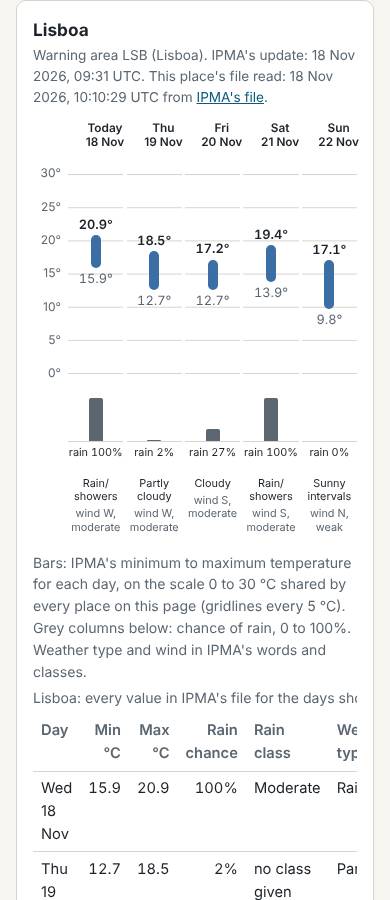 Lisboa
Warning area LSB (Lisboa). IPMA's update: 18 Nov
2026, 09:31 UTC. This place's file read: 18 Nov
2026, 10:10:29 UTC from IPMA's file.
Today Thu Fri Sat Sun
18 Nov 19 Nov 20 Nov 21 Nov 22 Nov
30°
25°
20°
15°
10°
5°
0°
20.9° 18.5° 17.2° 19.4° 17.1°
15.9° 12.7° 12.7° 13.9° 9.8°
rain 100% rain 2% rain 27% rain 100% rain 0%
Rain/ Partly Cloudy Rain/ Sunny
showers cloudy wind S, showers intervals
wind W, wind W, moderate wind S, wind N,
moderate moderate moderate weak
Bars: IPMA's minimum to maximum temperature
for each day, on the scale 0 to 30 °C shared by
every place on this page (gridlines every 5 °C).
Grey columns below: chance of rain, 0 to 100%.
Weather type and wind in IPMA's words and
classes.
Lisboa: every value in IPMA's file for the days sho
Day Min Max Rain Rain We
°C °C chance class typ
Wed 15.9 20.9 100% Moderate Rai
18
Nov
Thu 12.7 18.5 2% no class Par
19 given